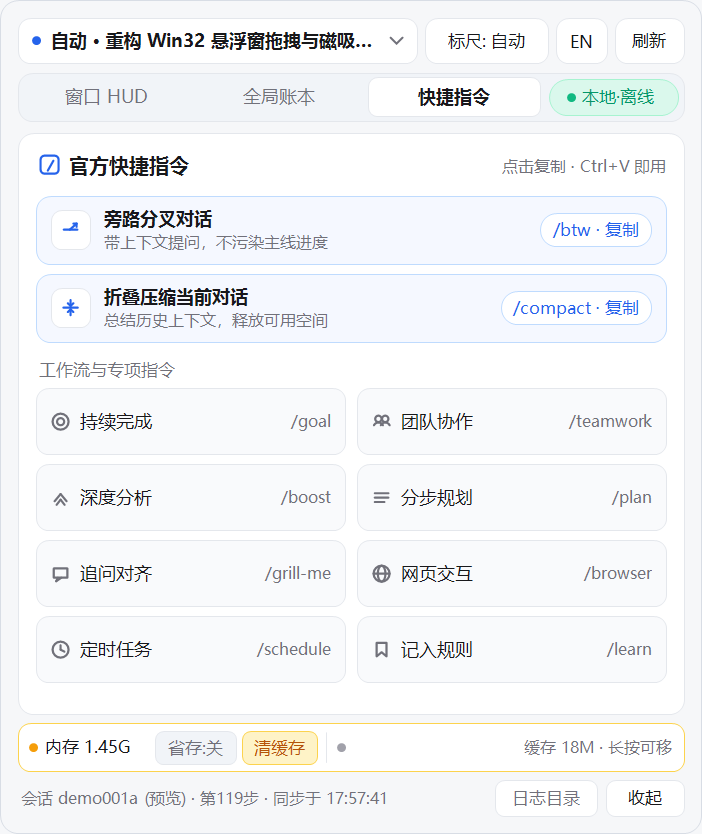 自动 • 重构 Win32 悬浮窗拖拽与磁吸... 标尺: 自动 EN 刷新
窗口 HUD 全局账本 快捷指令 本地·离线
官方快捷指令 点击复制 · Ctrl+V 即用
旁路分叉对话
带上下文提问，不污染主线进度
/btw · 复制
折叠压缩当前对话
总结历史上下文，释放可用空间
/compact · 复制
工作流与专项指令
持续完成 /goal
团队协作 /teamwork
深度分析 /boost
分步规划 /plan
追问对齐 /grill-me
网页交互 /browser
定时任务 /schedule
记入规则 /learn
内存 1.45G 省存:关 清缓存 缓存 18M · 长按可移
会话 demo001a (预览) · 第119步 · 同步于 17:57:41 日志目录 收起